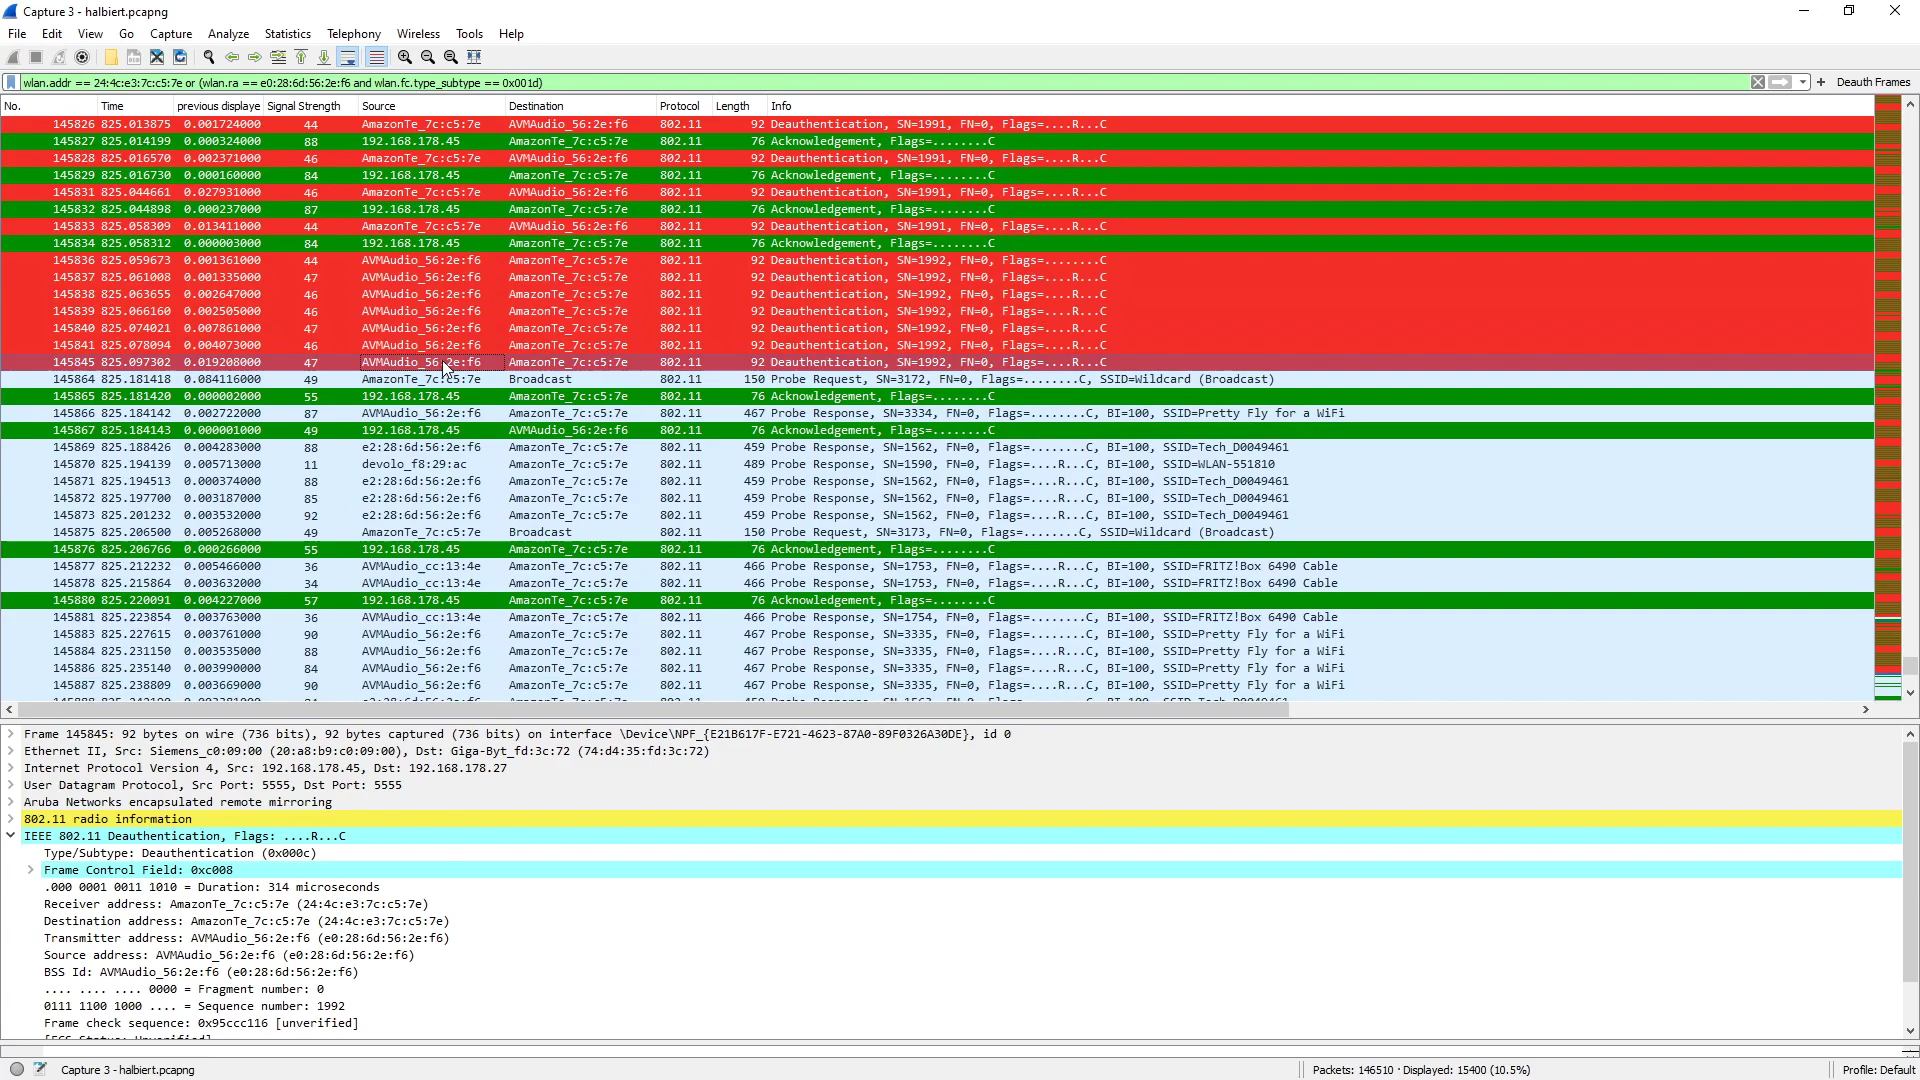 Capture 3 - halbiert.pcapng
File Edit View Go Capture Analyze Statistics Telephony Wireless Tools Help
wlan.addr == 24:4c:e3:7c:c5:7e or (wlan.ra == e0:28:6d:56:2e:f6 and wlan.fc.type_subtype == 0x001d) + Deauth Frames
No. Time previous displaye Signal Strength Source Destination Protocol Length Info
145826 825.013875 0.001724000 44 AmazonTe_7c:c5:7e AVMAudio_56:2e:f6 802.11 92 Deauthentication, SN=1991, FN=0, Flags=....R...C
145827 825.014199 0.000324000 88 192.168.178.45 AmazonTe_7c:c5:7e 802.11 76 Acknowledgement, Flags=........C
145828 825.016570 0.002371000 46 AmazonTe_7c:c5:7e AVMAudio_56:2e:f6 802.11 92 Deauthentication, SN=1991, FN=0, Flags=....R...C
145829 825.016730 0.000160000 84 192.168.178.45 AmazonTe_7c:c5:7e 802.11 76 Acknowledgement, Flags=........C
145831 825.044661 0.027931000 46 AmazonTe_7c:c5:7e AVMAudio_56:2e:f6 802.11 92 Deauthentication, SN=1991, FN=0, Flags=....R...C
145832 825.044898 0.000237000 87 192.168.178.45 AmazonTe_7c:c5:7e 802.11 76 Acknowledgement, Flags=........C
145833 825.058309 0.013411000 44 AmazonTe_7c:c5:7e AVMAudio_56:2e:f6 802.11 92 Deauthentication, SN=1991, FN=0, Flags=....R...C
145834 825.058312 0.000003000 84 192.168.178.45 AmazonTe_7c:c5:7e 802.11 76 Acknowledgement, Flags=........C
145836 825.059673 0.001361000 44 AVMAudio_56:2e:f6 AmazonTe_7c:c5:7e 802.11 92 Deauthentication, SN=1992, FN=0, Flags=........C
145837 825.061008 0.001335000 47 AVMAudio_56:2e:f6 AmazonTe_7c:c5:7e 802.11 92 Deauthentication, SN=1992, FN=0, Flags=....R...C
145838 825.063655 0.002647000 46 AVMAudio_56:2e:f6 AmazonTe_7c:c5:7e 802.11 92 Deauthentication, SN=1992, FN=0, Flags=....R...C
145839 825.066160 0.002505000 46 AVMAudio_56:2e:f6 AmazonTe_7c:c5:7e 802.11 92 Deauthentication, SN=1992, FN=0, Flags=....R...C
145840 825.074021 0.007861000 47 AVMAudio_56:2e:f6 AmazonTe_7c:c5:7e 802.11 92 Deauthentication, SN=1992, FN=0, Flags=....R...C
145841 825.078094 0.004073000 46 AVMAudio_56:2e:f6 AmazonTe_7c:c5:7e 802.11 92 Deauthentication, SN=1992, FN=0, Flags=....R...C
145845 825.097302 0.019208000 47 AVMAudio_56:2e:f6 AmazonTe_7c:c5:7e 802.11 92 Deauthentication, SN=1992, FN=0, Flags=....R...C
145864 825.181418 0.084116000 49 AmazonTe_7c:c5:7e Broadcast 802.11 150 Probe Request, SN=3172, FN=0, Flags=........C, SSID=Wildcard (Broadcast)
145865 825.181420 0.000002000 55 192.168.178.45 AmazonTe_7c:c5:7e 802.11 76 Acknowledgement, Flags=........C
145866 825.184142 0.002722000 87 AVMAudio_56:2e:f6 AmazonTe_7c:c5:7e 802.11 467 Probe Response, SN=3334, FN=0, Flags=........C, BI=100, SSID=Pretty Fly for a WiFi
145867 825.184143 0.000001000 49 192.168.178.45 AVMAudio_56:2e:f6 802.11 76 Acknowledgement, Flags=........C
145869 825.188426 0.004283000 88 e2:28:6d:56:2e:f6 AmazonTe_7c:c5:7e 802.11 459 Probe Response, SN=1562, FN=0, Flags=........C, BI=100, SSID=Tech_D0049461
145870 825.194139 0.005713000 11 devolo_f8:29:ac AmazonTe_7c:c5:7e 802.11 489 Probe Response, SN=1590, FN=0, Flags=....R...C, BI=100, SSID=WLAN-551810
145871 825.194513 0.000374000 88 e2:28:6d:56:2e:f6 AmazonTe_7c:c5:7e 802.11 459 Probe Response, SN=1562, FN=0, Flags=....R...C, BI=100, SSID=Tech_D0049461
145872 825.197700 0.003187000 85 e2:28:6d:56:2e:f6 AmazonTe_7c:c5:7e 802.11 459 Probe Response, SN=1562, FN=0, Flags=....R...C, BI=100, SSID=Tech_D0049461
145873 825.201232 0.003532000 92 e2:28:6d:56:2e:f6 AmazonTe_7c:c5:7e 802.11 459 Probe Response, SN=1562, FN=0, Flags=....R...C, BI=100, SSID=Tech_D0049461
145875 825.206500 0.005268000 49 AmazonTe_7c:c5:7e Broadcast 802.11 150 Probe Request, SN=3173, FN=0, Flags=........C, SSID=Wildcard (Broadcast)
145876 825.206766 0.000266000 55 192.168.178.45 AmazonTe_7c:c5:7e 802.11 76 Acknowledgement, Flags=........C
145877 825.212232 0.005466000 36 AVMAudio_cc:13:4e AmazonTe_7c:c5:7e 802.11 466 Probe Response, SN=1753, FN=0, Flags=........C, BI=100, SSID=FRITZ!Box 6490 Cable
145878 825.215864 0.003632000 34 AVMAudio_cc:13:4e AmazonTe_7c:c5:7e 802.11 466 Probe Response, SN=1753, FN=0, Flags=....R...C, BI=100, SSID=FRITZ!Box 6490 Cable
145880 825.220091 0.004227000 57 192.168.178.45 AmazonTe_7c:c5:7e 802.11 76 Acknowledgement, Flags=........C
145881 825.223854 0.003763000 36 AVMAudio_cc:13:4e AmazonTe_7c:c5:7e 802.11 466 Probe Response, SN=1754, FN=0, Flags=........C, BI=100, SSID=FRITZ!Box 6490 Cable
145883 825.227615 0.003761000 90 AVMAudio_56:2e:f6 AmazonTe_7c:c5:7e 802.11 467 Probe Response, SN=3335, FN=0, Flags=........C, BI=100, SSID=Pretty Fly for a WiFi
145884 825.231150 0.003535000 88 AVMAudio_56:2e:f6 AmazonTe_7c:c5:7e 802.11 467 Probe Response, SN=3335, FN=0, Flags=....R...C, BI=100, SSID=Pretty Fly for a WiFi
145886 825.235140 0.003990000 84 AVMAudio_56:2e:f6 AmazonTe_7c:c5:7e 802.11 467 Probe Response, SN=3335, FN=0, Flags=....R...C, BI=100, SSID=Pretty Fly for a WiFi
145887 825.238809 0.003669000 90 AVMAudio_56:2e:f6 AmazonTe_7c:c5:7e 802.11 467 Probe Response, SN=3335, FN=0, Flags=....R...C, BI=100, SSID=Pretty Fly for a WiFi
Frame 145845: 92 bytes on wire (736 bits), 92 bytes captured (736 bits) on interface \Device\NPF_{E21B617F-E721-4623-87A0-89F0326A30DE}, id 0
Ethernet II, Src: Siemens_c0:09:00 (20:a8:b9:c0:09:00), Dst: Giga-Byt_fd:3c:72 (74:d4:35:fd:3c:72)
Internet Protocol Version 4, Src: 192.168.178.45, Dst: 192.168.178.27
User Datagram Protocol, Src Port: 5555, Dst Port: 5555
Aruba Networks encapsulated remote mirroring
802.11 radio information
IEEE 802.11 Deauthentication, Flags: ....R...C
Type/Subtype: Deauthentication (0x000c)
Frame Control Field: 0xc008
.000 0001 0011 1010 = Duration: 314 microseconds
Receiver address: AmazonTe_7c:c5:7e (24:4c:e3:7c:c5:7e)
Destination address: AmazonTe_7c:c5:7e (24:4c:e3:7c:c5:7e)
Transmitter address: AVMAudio_56:2e:f6 (e0:28:6d:56:2e:f6)
Source address: AVMAudio_56:2e:f6 (e0:28:6d:56:2e:f6)
BSS Id: AVMAudio_56:2e:f6 (e0:28:6d:56:2e:f6)
.... .... .... 0000 = Fragment number: 0
0111 1100 1000 .... = Sequence number: 1992
Frame check sequence: 0x95ccc116 [unverified]
Capture 3 - halbiert.pcapng Packets: 146510 · Displayed: 15400 (10.5%) Profile: Default